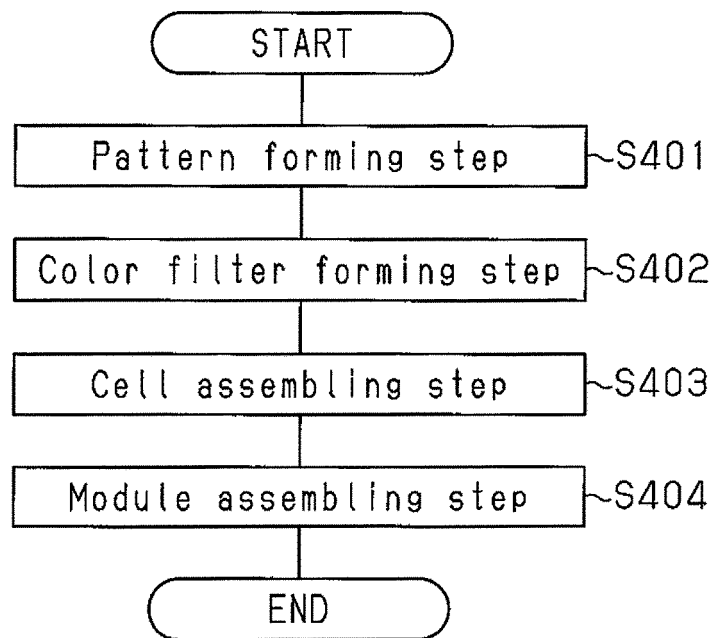 START
Pattern forming step ~S401
Color filter forming step ~S402
Cell assembling step ~S403
Module assembling step ~S404
END